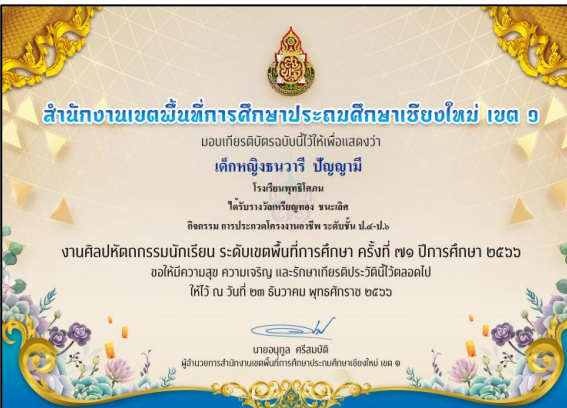 สำนักงานเขตพื้นที่การศึกษาประถมศึกษาเชียงใหม่ เขต ๑
มอบเกียรติบัตรฉบับนี้ไว้ให้เพื่อแสดงว่า
เด็กหญิงธนวารี ปัญญามี
โรงเรียนพุทธิโศภน
ได้รับรางวัลเหรียญทอง ชนะเลิศ
กิจกรรม การประกวดโครงงานอาชีพ ระดับชั้น ป.๔-ป.๖
งานศิลปหัตถกรรมนักเรียน ระดับเขตพื้นที่การศึกษา ครั้งที่ ๗๑ ปีการศึกษา ๒๕๖๖
ขอให้มีความสุข ความเจริญ และรักษาเกียรติประวัตินี้ไว้ตลอดไป
ให้ไว้ ณ วันที่ ๒๓ ธันวาคม พุทธศักราช ๒๕๖๖
นายอนุกูล ศรีสมบัติ
ผู้อำนวยการสำนักงานเขตพื้นที่การศึกษาประถมศึกษาเชียงใหม่ เขต ๑